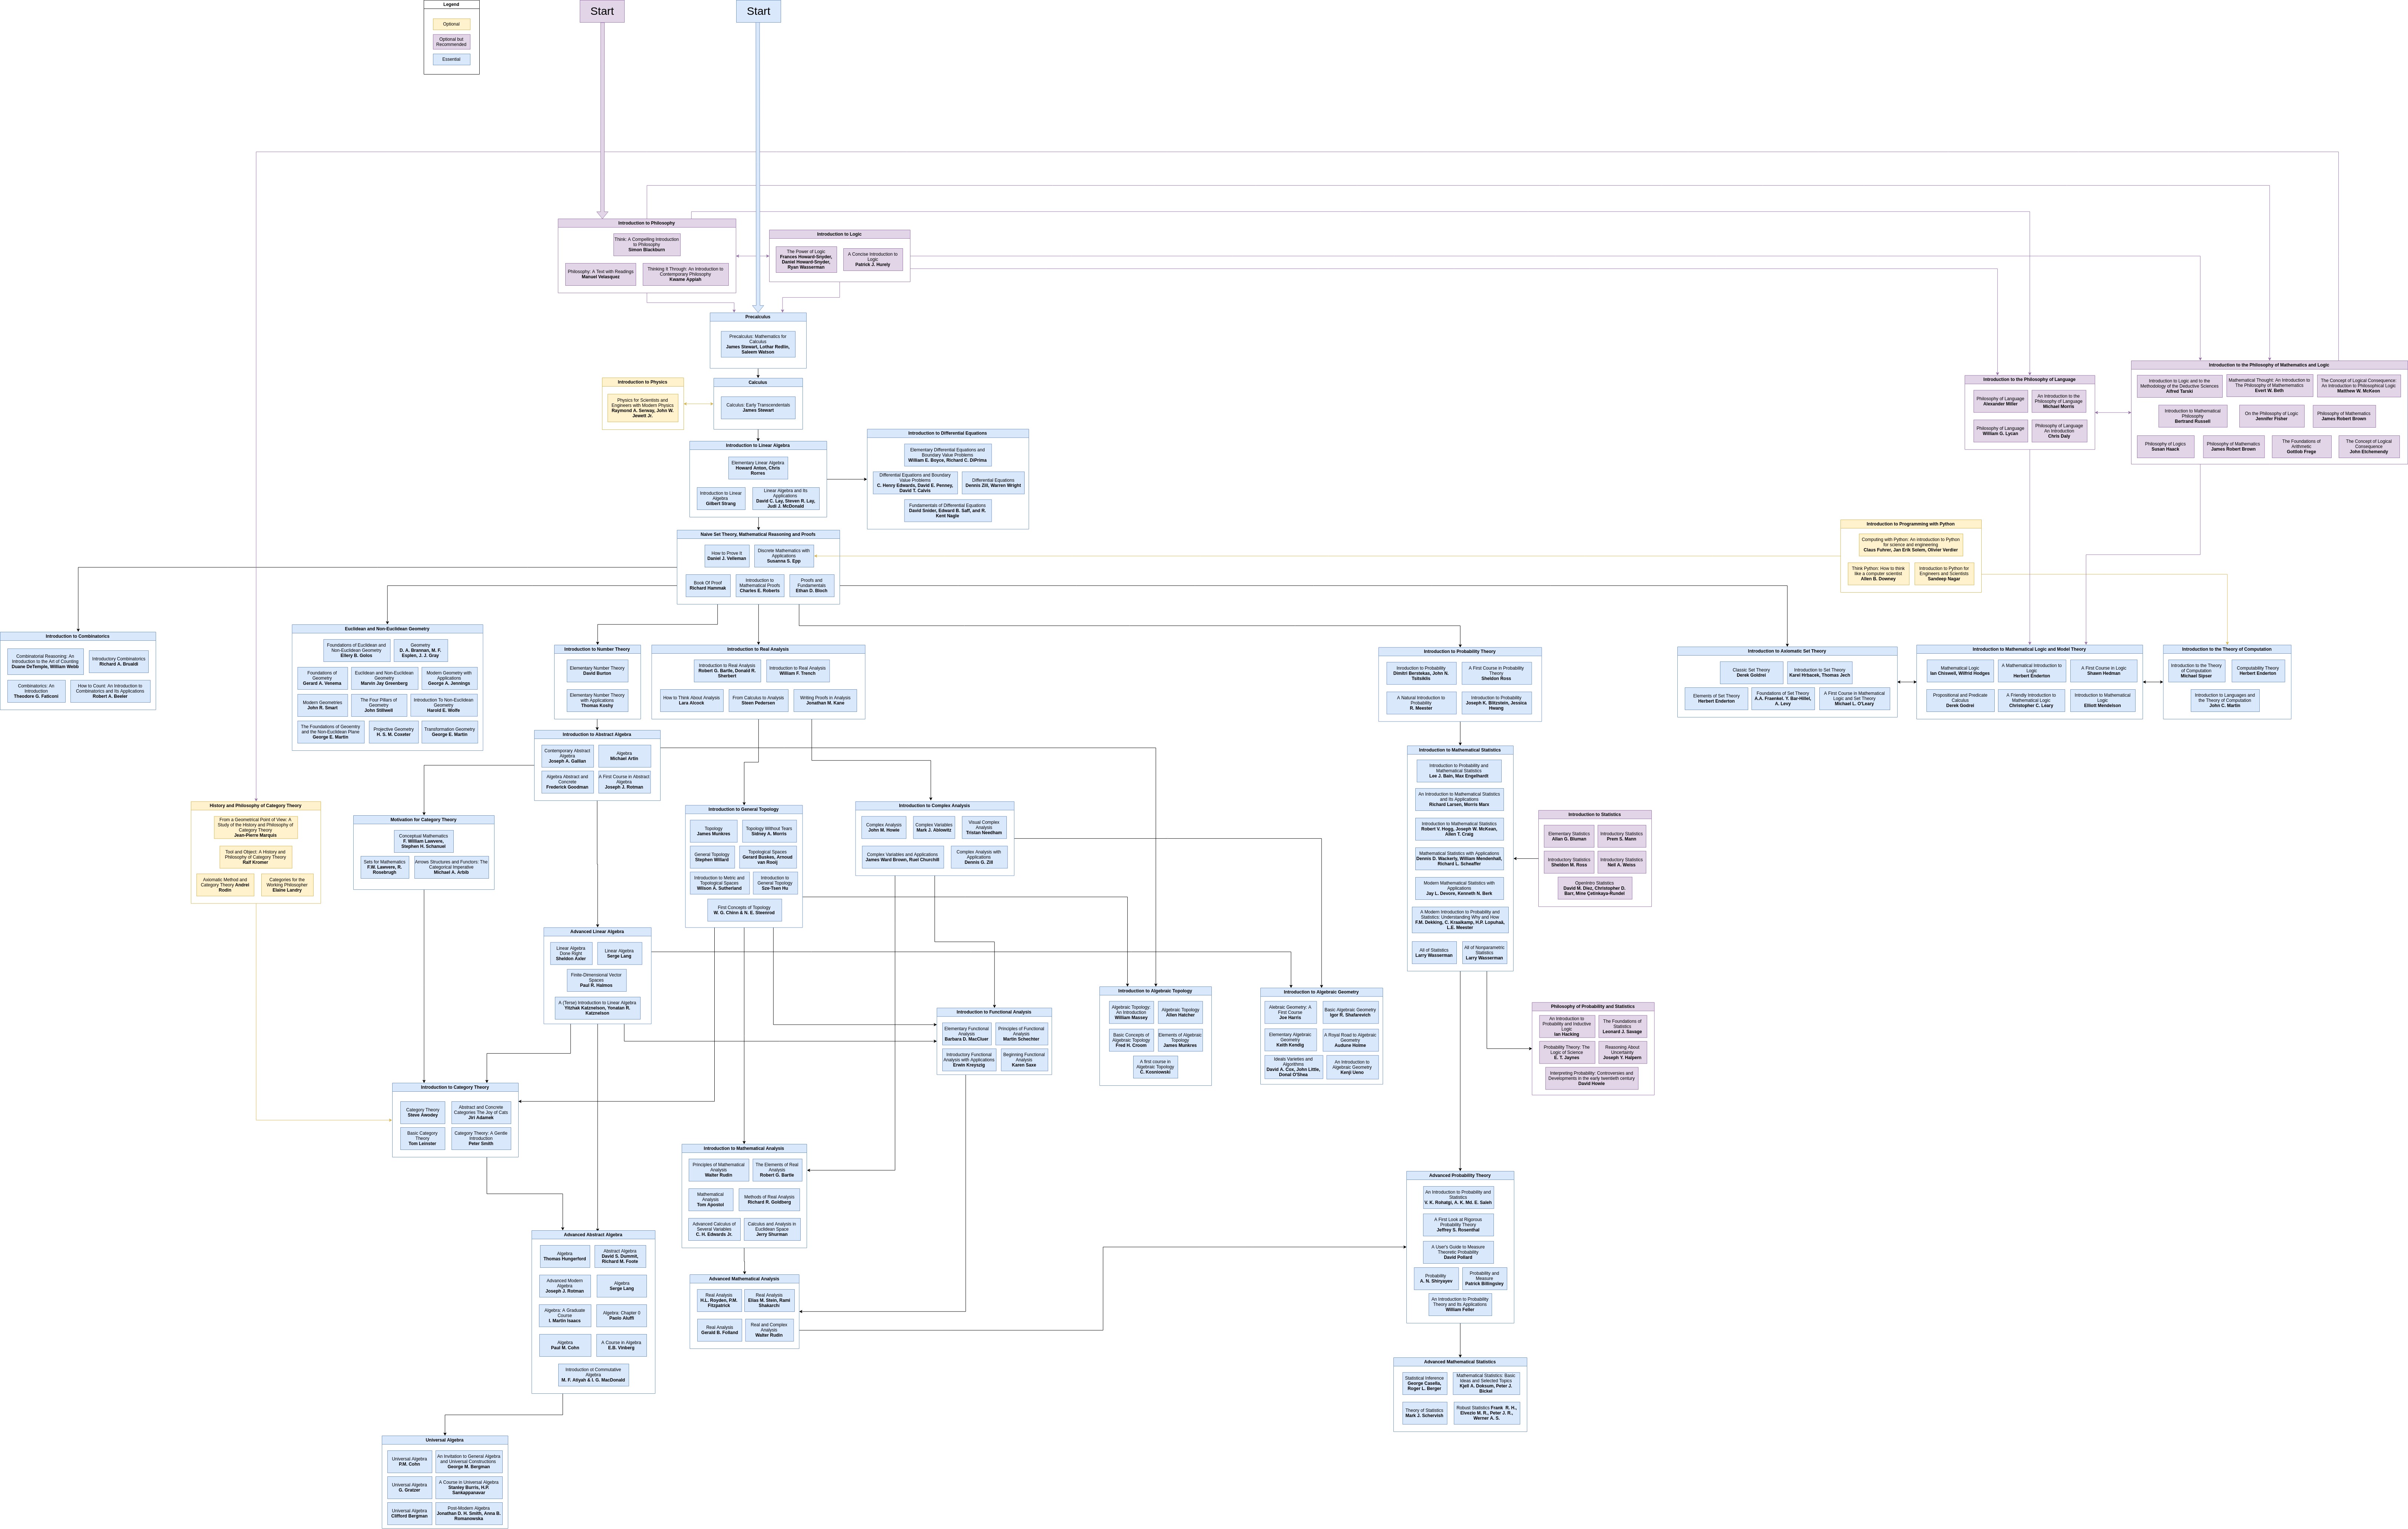 Legend
Optional
Optional but
Recommended
Essential
Start
Start
Introduction to Philosophy
Think: A Compelling Introduction
to Philosophy
Simon Blackburn
Philosophy: A Text with Readings
Manuel Velasquez
Thinking It Through: An Introduction to
Contemporary Philosophy
Kwame Appiah
Introduction to Logic
The Power of Logic
Frances Howard-Snyder,
Daniel Howard-Snyder,
Ryan Wasserman
A Concise Introduction to
Logic
Patrick J. Hurely
Precalculus
Precalculus: Mathematics for
Calculus
James Stewart, Lothar Redlin,
Saleem Watson
Introduction to Physics
Physics for Scientists and
Engineers with Modern Physics
Raymond A. Serway, John W.
Jewett Jr.
Calculus
Calculus: Early Transcendentals
James Stewart
Introduction to Linear Algebra
Elementary Linear Algebra
Howard Anton, Chris
Rorres
Introduction to Linear
Algebra
Gilbert Strang
Linear Algebra and Its
Applications
David C. Lay, Steven R. Lay,
Judi J. McDonald
Introduction to Differential Equations
Elementary Differential Equations and
Boundary Value Problems
William E. Boyce, Richard C. DiPrima
Differential Equations and Boundary
Value Problems
C. Henry Edwards, David E. Penney,
David T. Calvis
Differential Equations
Dennis Zill, Warren Wright
Fundamentals of Differential Equations
David Snider, Edward B. Saff, and R.
Kent Nagle
Introduction to the Philosophy of Language
Philosophy of Language
Alexander Miller
An Introduction to the
Philosophy of Language
Michael Morris
Philosophy of Language
William G. Lycan
Philosophy of Language
An Introduction
Chris Daly
Introduction to the Philosophy of Mathematics and Logic
Introduction to Logic and to the
Methodology of the Deductive Sciences
Alfred Tarski
Mathematical Thought: An Introduction to
The Philosophy of Mathemematics
Evert W. Beth
The Concept of Logical Consequence:
An Introduction to Philosophical Logic
Matthew W. McKeon
Introduction to Mathematical
Philosophy
Bertrand Russell
On the Philosophy of Logic
Jennifer Fisher
Philosophy of Mathematics
James Robert Brown
Philosophy of Logics
Susan Haack
Philosophy of Mathematics
James Robert Brown
The Foundations of
Arithmetic
Gottlob Frege
The Concept of Logical
Consequence
John Etchemendy
Naive Set Theory, Mathematical Reasoning and Proofs
How to Prove It
Daniel J. Velleman
Discrete Mathematics with
Applications
Susanna S. Epp
Book Of Proof
Richard Hammak
Introduction to
Mathematical Proofs
Charles E. Roberts
Proofs and
Fundamentals
Ethan D. Bloch
Introduction to Programming with Python
Computing with Python: An introduction to Python
for science and engineering
Claus Fuhrer, Jan Erik Solem, Olivier Verdier
Think Python: How to think
like a computer scientist
Allen B. Downey
Introduction to Python for
Engineers and Scientists
Sandeep Nagar
Introduction to Combinatorics
Combinatorial Reasoning: An
Introduction to the Art of Counting
Duane DeTemple, William Webb
Introductory Combinatorics
Richard A. Brualdi
Combinatorics: An
Introduction
Theodore G. Faticoni
How to Count: An Introduction to
Combinatorics and Its Applications
Robert A. Beeler
Euclidean and Non-Euclidean Geometry
Foundations of Euclidean and
Non-Euclidean Geometry
Ellery B. Golos
Geometry
D. A. Brannan, M. F.
Esplen, J. J. Gray
Foundations of
Geometry
Gerard A. Venema
Euclidean and Non-Euclidean
Geometry
Marvin Jay Greenberg
Modern Geometry with
Applications
George A. Jennings
Modern Geometries
John R. Smart
The Four Pillars of
Geometry
John Stillwell
Introduction To Non-Euclidean
Geometry
Harold E. Wolfe
The Foundations of Geoemtry
and the Non-Euclidean Plane
George E. Martin
Projective Geometry
H. S. M. Coxeter
Transformation Geometry
George E. Martin
Introduction to Number Theory
Elementary Number Theory
David Burton
Elementary Number Theory
with Applications
Thomas Koshy
Introduction to Real Analysis
Introduction to Real Analysis
Robert G. Bartle, Donald R.
Sherbert
Introduction to Real Analysis
William F. Trench
How to Think About Analysis
Lara Alcock
From Calculus to Analysis
Steen Pedersen
Writing Proofs in Analysis
Jonathan M. Kane
Introduction to Probability Theory
Inroduction to Probability
Dimitri Berstekas, John N.
Tsitsiklis
A First Course in Probability
Theory
Sheldon Ross
A Natural Introduction to
Probability
R. Meester
Introduction to Probability
Joseph K. Blitzstein, Jessica
Hwang
Introduction to Axiomatic Set Theory
Classic Set Theory
Derek Goldrei
Introduction to Set Theory
Karel Hrbacek, Thomas Jech
Elements of Set Theory
Herbert Enderton
Foundations of Set Theory
A.A. Fraenkel. Y. Bar-Hillel,
A. Levy
A First Course in Mathematical
Logic and Set Theory
Michael L. O'Leary
Introduction to Mathematical Logic and Model Theory
Mathematical Logic
Ian Chiswell, Wilfrid Hodges
A Mathematical Introduction to
Logic
Herbert Enderton
A First Course in Logic
Shawn Hedman
Propositional and Predicate
Calculus
Derek Godrei
A Friendly Introduction to
Mathematical Logic
Christopher C. Leary
Introduction to Mathematical
Logic
Elliott Mendelson
Introduction to the Theory of Computation
Introduction to the Theory
of Computation
Michael Sipser
Computability Theory
Herbert Enderton
Introduction to Languages and
the Theory of Computation
John C. Martin
Introduction to Abstract Algebra
Contemporary Abstract
Algebra
Joseph A. Gallian
Algebra
Michael Artin
Algebra Abstract and
Concrete
Frederick Goodman
A First Course in Abstract
Algebra
Joseph J. Rotman
Introduction to Mathematical Statistics
Introduction to Probability and
Mathematical Statistics
Lee J. Bain, Max Engelhardt
An Introduction to Mathematical Statistics
and Its Applications
Richard Larsen, Morris Marx
Introduction to Mathematical Statistics
Robert V. Hogg, Joseph W. McKean,
Allen T. Craig
Mathematical Statistics with Applications
Dennis D. Wackerly, William Mendenhall,
Richard L. Scheaffer
Modern Mathematical Statistics with
Applications
Jay L. Devore, Kenneth N. Berk
A Modern Introduction to Probability and
Statistics: Understanding Why and How
F.M. Dekking, C. Kraaikamp, H.P. Lopuhaä,
L.E. Meester
All of Statistics
Larry Wasserman
All of Nonparametric
Statistics
Larry Wasserman
Introduction to Statistics
Elementary Statistics
Allan G. Bluman
Introductory Statistics
Prem S. Mann
Introductory Statistics
Sheldon M. Ross
Introductory Statistics
Neil A. Weiss
OpenIntro Statistics
David M. Diez, Christopher D.
Barr, Mine Çetinkaya-Rundel
History and Philosophy of Category Theory
From a Geometrical Point of View: A
Study of the History and Philosophy of
Category Theory
Jean-Pierre Marquis
Tool and Object: A History and
Philosophy of Category Theory
Ralf Kromer
Axiomatic Method and
Category Theory Andrei
Rodin
Categories for the
Working Philosopher
Elaine Landry
Motivation for Category Theory
Conceptual Mathematics
F. William Lawvere,
Stephen H. Schanuel
Sets for Mathematics
F.W. Lawvere, R.
Rosebrugh
Arrows Structures and Functors: The
Categorical Imperative
Michael A. Arbib
Introduction to General Topology
Topology
James Munkres
Topology Without Tears
Sidney A. Morris
General Topology
Stephen Willard
Topological Spaces
Gerard Buskes, Arnoud
van Rooij
Introduction to Metric and
Topological Spaces
Wilson A. Sutherland
Introduction to
General Topology
Sze-Tsen Hu
First Concepts of Topology
W. G. Chinn & N. E. Steenrod
Introduction to Complex Analysis
Complex Analysis
John M. Howie
Complex Variables
Mark J. Ablowitz
Visual Complex
Analysis
Tristan Needham
Complex Variables and Applications
James Ward Brown, Ruel Churchill
Complex Analysis with
Applications
Dennis G. Zill
Advanced Linear Algebra
Linear Algebra
Done Right
Sheldon Axler
Linear Algebra
Serge Lang
Finite-Dimensional Vector
Spaces
Paul R. Halmos
A (Terse) Introduction to Linear Algebra
Yitzhak Katznelson, Yonatan R.
Katznelson
Introduction to Functional Analysis
Elementary Functional
Analysis
Barbara D. MacCluer
Principles of Functional
Analysis
Martin Schechter
Introductory Functional
Analysis with Applications
Erwin Kreyszig
Beginning Functional
Analysis
Karen Saxe
Introduction to Algebraic Topology
Algebraic Topology:
An Introduction
William Massey
Algebraic Topology
Allen Hatcher
Basic Concepts of
Algebraic Topology
Fred H. Croom
Elements of Algebraic
Topology
James Munkres
A first course in
Algebraic Topology
C. Kosniowski
Introduction to Algebraic Geometry
Alebraic Geometry: A
First Course
Joe Harris
Basic Algebraic Geometry
Igor R. Shafarevich
Elementary Algebraic
Geometry
Keith Kendig
A Royal Road to Algebraic
Geometry
Audune Holme
Ideals Varieties and
Algorithms
David A. Cox, John Little,
Donal O'Shea
An Introduction to
Algebraic Geometry
Kenji Ueno
Philosophy of Probability and Statistics
An Introduction to
Probability and Inductive
Logic
Ian Hacking
The Foundations of
Statistics
Leonard J. Savage
Probability Theory: The
Logic of Science
E. T. Jaynes
Reasoning About
Uncertainty
Joseph Y. Halpern
Interpreting Probability: Controversies and
Developments in the early twentieth century
David Howie
Introduction to Category Theory
Category Theory
Steve Awodey
Abstract and Concrete
Categories The Joy of Cats
Jiri Adamek
Basic Category
Theory
Tom Leinster
Category Theory: A Gentle
Introduction
Peter Smith
Introduction to Mathematical Analysis
Principles of Mathematical
Analysis
Walter Rudin
The Elements of Real
Analysis
Robert G. Bartle
Mathematical
Analysis
Tom Apostol
Methods of Real Analysis
Richard R. Goldberg
Advanced Calculus of
Several Variables
C. H. Edwards Jr.
Calculus and Analysis in
Euclidean Space
Jerry Shurman
Advanced Probability Theory
An Introduction to Probability and
Statistics
V. K. Rohatgi, A. K. Md. E. Saleh
A First Look at Rigorous
Probability Theory
Jeffrey S. Rosenthal
A User's Guide to Measure
Theoretic Probability
David Pollard
Probability
A. N. Shiryayev
Probability and
Measure
Patrick Billingsley
An Introduction to Probability
Theory and Its Applications
William Feller
Advanced Abstract Algebra
Algebra
Thomas Hungerford
Abstract Algebra
David S. Dummit,
Richard M. Foote
Advanced Modern
Algebra
Joseph J. Rotman
Algebra
Serge Lang
Algebra: A Graduate
Course
I. Martin Isaacs
Algebra: Chapter 0
Paolo Aluffi
Algebra
Paul M. Cohn
A Course in Algebra
E.B. Vinberg
Introduction ot Commutative
Algebra
M. F. Atiyah & I. G. MacDonald
Advanced Mathematical Analysis
Real Analysis
H.L. Royden, P.M.
Fitzpatrick
Real Analysis
Elias M. Stein, Rami
Shakarchi
Real Analysis
Gerald B. Folland
Real and Complex
Analysis
Walter Rudin
Advanced Mathematical Statistics
Statistical Inference
George Casella,
Roger L. Berger
Mathematical Statistics: Basic
Ideas and Selected Topics
Kjell A. Doksum, Peter J.
Bickel
Theory of Statistics
Mark J. Schervish
Robust Statistics Frank R. H.,
Elvezio M. R., Peter J. R.,
Werner A. S.
Universal Algebra
Universal Algebra
P.M. Cohn
An Invitation to General Algebra
and Universal Constructions
George M. Bergman
Universal Algebra
G. Gratzer
A Course in Universal Algebra
Stanley Burris, H.P.
Sankappanavar
Universal Algebra
Clifford Bergman
Post-Modern Algebra
Jonathan D. H. Smith, Anna B.
Romanowska